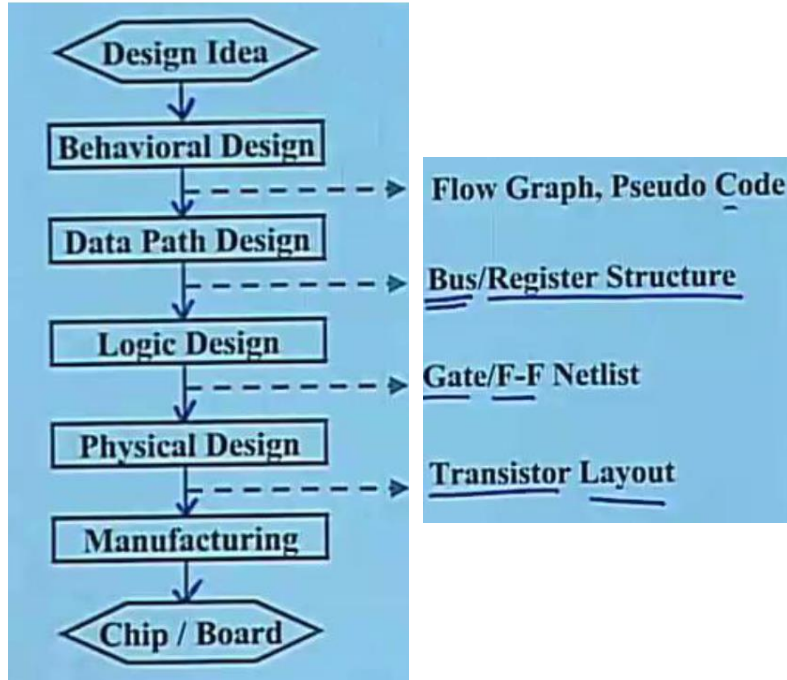 Design Idea
Behavioral Design
Flow Graph, Pseudo Code
Data Path Design
Bus/Register Structure
Logic Design
Gate/F-F Netlist
Physical Design
Transistor Layout
Manufacturing
Chip / Board